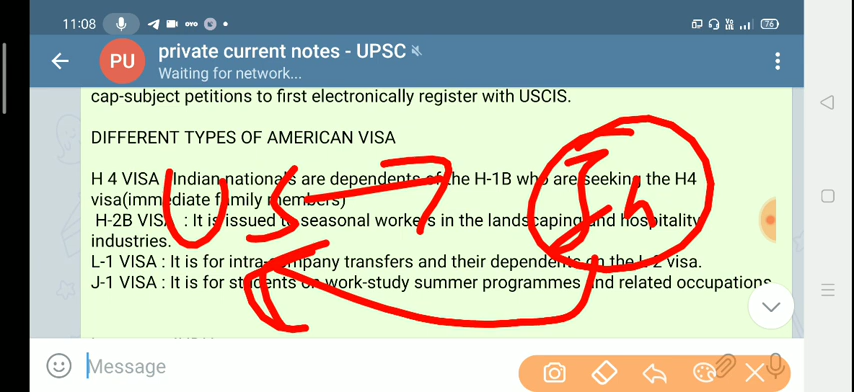 11:08
OYO
76
PU
private current notes - UPSC
Waiting for network...
cap-subject petitions to first electronically register with USCIS.
DIFFERENT TYPES OF AMERICAN VISA
H 4 VISA : Indian nationals are dependents of the H-1B who are seeking the H4
visa(immediate family members)
H-2B VISA : It is issued to seasonal workers in the landscaping and hospitality
industries.
L-1 VISA : It is for intra-company transfers and their dependents on the L-2 visa.
J-1 VISA : It is for students on work-study summer programmes and related occupations
US
In
Message